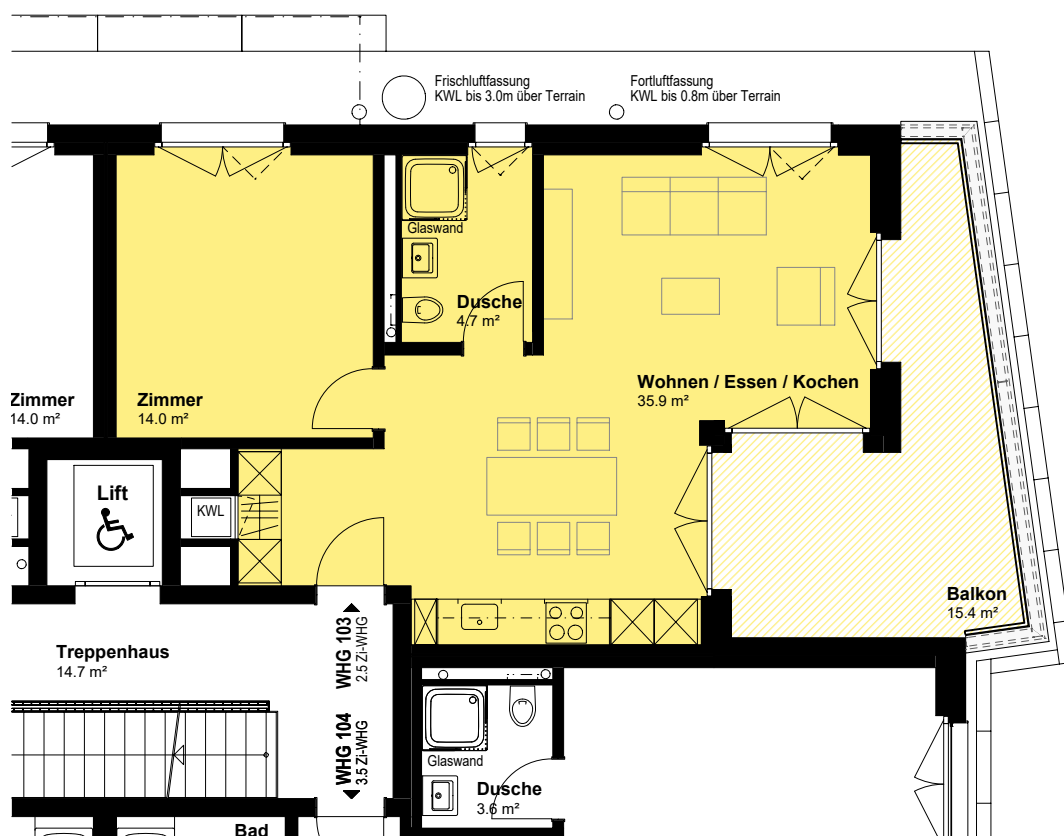 Frischluftfassung
KWL bis 3.0m über Terrain
Fortluftfassung
KWL bis 0.8m über Terrain
Glaswand
Dusche
4.7 m²
Wohnen / Essen / Kochen
35.9 m²
Zimmer
14.0 m²
Zimmer
14.0 m²
Lift
KWL
Balkon
15.4 m²
Treppenhaus
14.7 m²
WHG 103
2.5 Zi-WHG
WHG 104
3.5 Zi-WHG
Glaswand
Dusche
3.6 m²
Bad